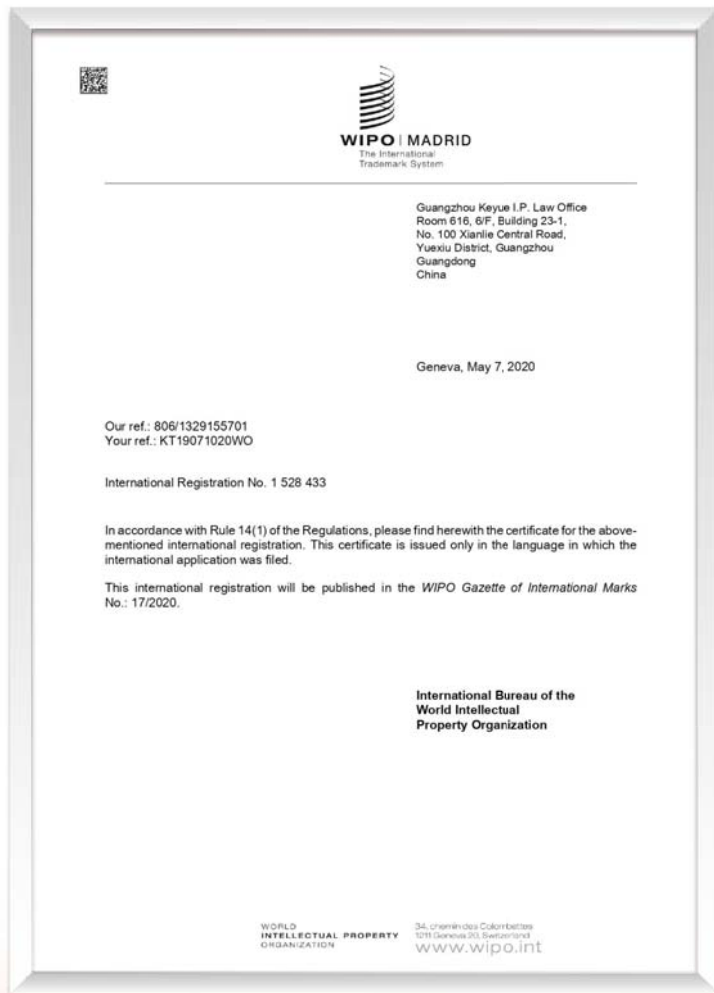 WIPO | MADRID
The International
Trademark System
Guangzhou Keyue I.P. Law Office
Room 616, 6/F, Building 23-1,
No. 100 Xianlie Central Road,
Yuexiu District, Guangzhou
Guangdong
China
Geneva, May 7, 2020
Our ref.: 806/1329155701
Your ref.: KT19071020WO
International Registration No. 1 528 433
In accordance with Rule 14(1) of the Regulations, please find herewith the certificate for the above-
mentioned international registration. This certificate is issued only in the language in which the
international application was filed.
This international registration will be published in the WIPO Gazette of International Marks
No.: 17/2020.
International Bureau of the
World Intellectual
Property Organization
WORLD
INTELLECTUAL PROPERTY
ORGANIZATION
34, chemin des Colombettes
1211 Geneva 20, Switzerland
www.wipo.int